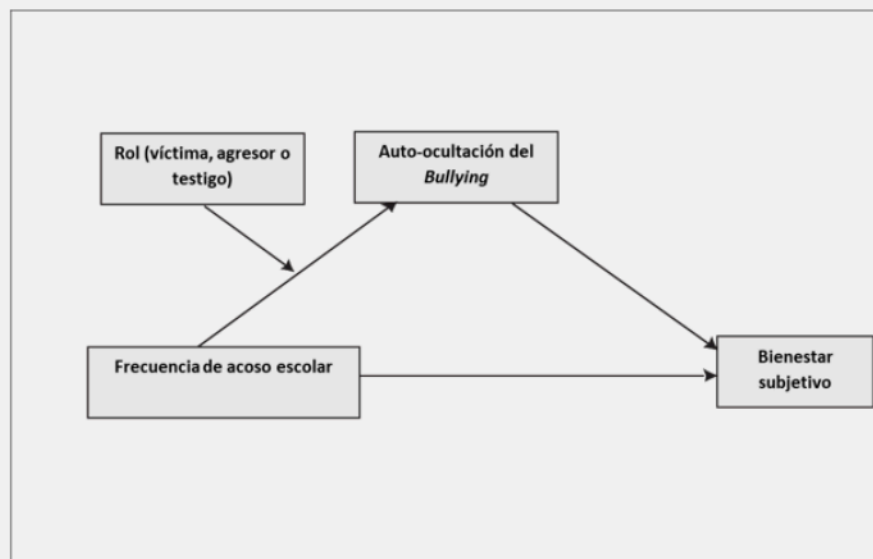 Rol (víctima, agresor o
testigo)
Auto-ocultación del
Bullying
Frecuencia de acoso escolar
Bienestar
subjetivo